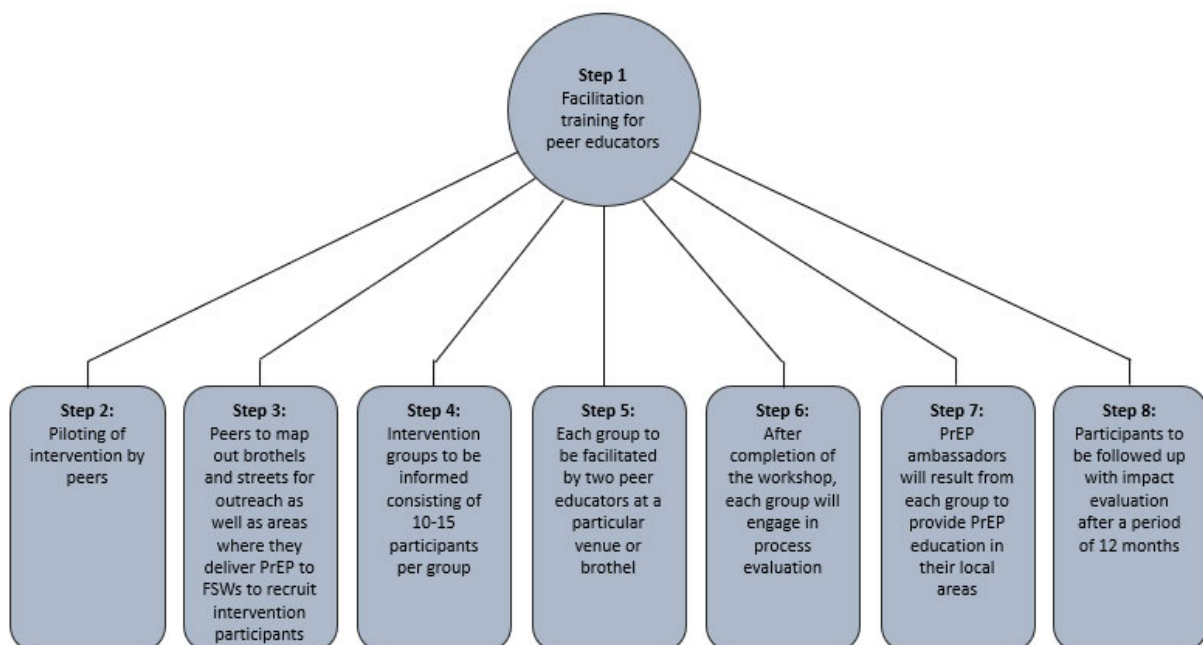 Step 1
Facilitation
training for
peer educators
Step 2:
Piloting of
intervention by
peers
Step 3:
Peers to map
out brothels
and streets for
outreach as
well as areas
where they
deliver PrEP to
FSWs to recruit
intervention
participants
Step 4:
Intervention
groups to be
informed
consisting of
10-15
participants
per group
Step 5:
Each group to
be facilitated
by two peer
educators at a
particular
venue or
brothel
Step 6:
After
completion of
the workshop,
each group will
engage in
process
evaluation
Step 7:
PrEP
ambassadors
will result from
each group to
provide PrEP
education in
their local
areas
Step 8:
Participants to
be followed up
with impact
evaluation
after a period
of 12 months